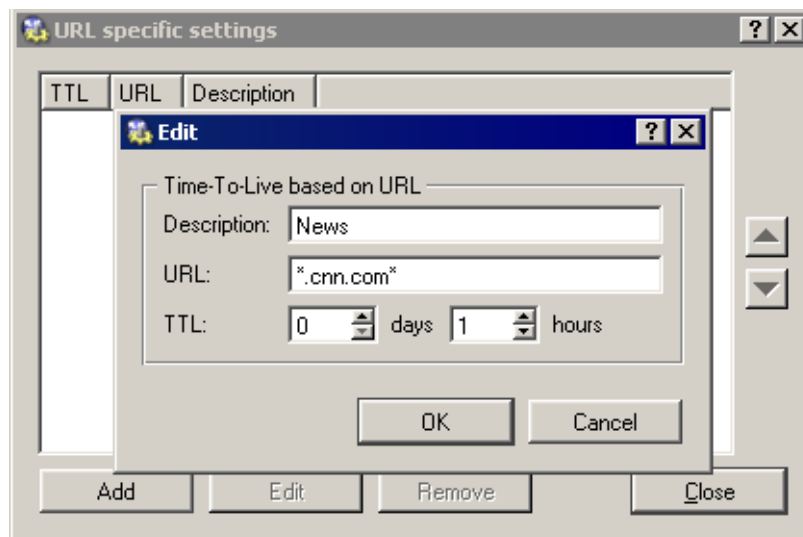 URL specific settings
TTL URL Description
Edit
Time-To-Live based on URL
Description: News
URL: *.cnn.com*
TTL: 0 days 1 hours
OK Cancel
Add Edit Remove Close